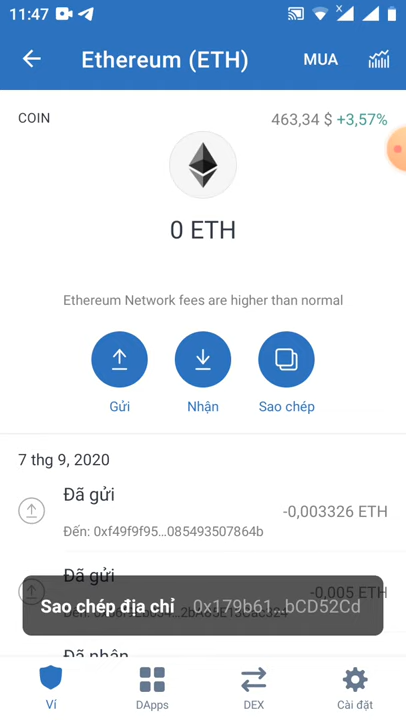 11:47
Ethereum (ETH)
MUA
COIN
463,34 $ +3,57%
0 ETH
Ethereum Network fees are higher than normal
Gửi
Nhận
Sao chép
7 thg 9, 2020
Đã gửi
-0,003326 ETH
Đến: 0xf49f9f95...085493507864b
Đã gửi
-0,005 ETH
Sao chép địa chỉ 0x179b61...bCD52Cd
Đã nhận
Ví
DApps
DEX
Cài đặt